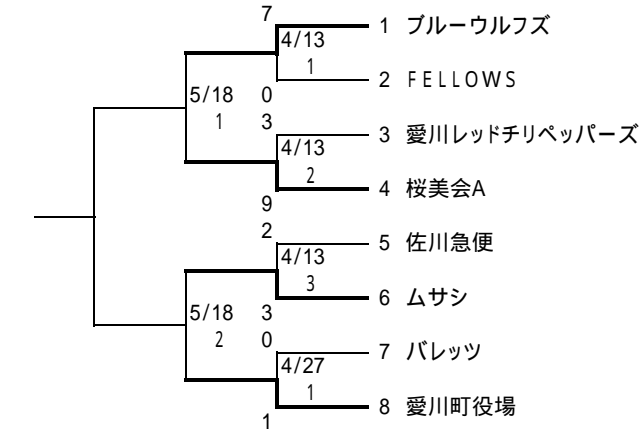 7
4/13 1 ブルーウルフズ
1
2 FELLOWS
5/18 0
1 3
4/13 3 愛川レッドチリペッパーズ
2
4 桜美会A
9
2
4/13 5 佐川急便
3
6 ムサシ
5/18 3
2 0
4/27 7 バレッツ
1
8 愛川町役場
1